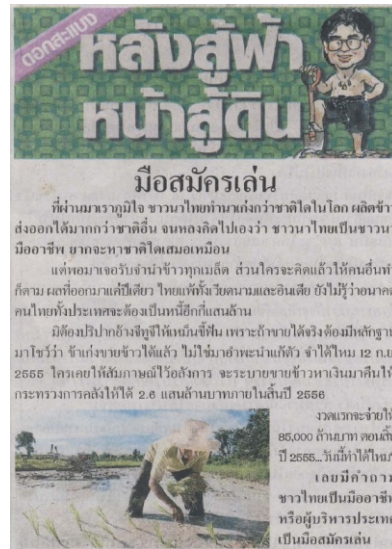 ดอกสะแบง
หลังสู้ฟ้า
หน้าสู้ดิน
มือสมัครเล่น
ที่ผ่านมาเราภูมิใจ ชาวนาไทยทำนาเก่งกว่าชาติใดในโลก ผลิตข้าว
ส่งออกได้มากกว่าชาติอื่น จนหลงคิดไปเองว่า ชาวนาไทยเป็นชาวนา
มืออาชีพ ยากจะหาชาติใดเสมอเหมือน
แต่พอมาเจอรับจำนำข้าวทุกเมล็ด ส่วนใครจะคิดแล้วให้คนอื่นทำ
ก็ตาม ผลที่ออกมาแค่ปีเดียว ไทยแพ้ทั้งเวียดนามและอินเดีย ยังไม่รู้ว่าอนาคต
คนไทยทั้งประเทศจะต้องเป็นหนี้อีกกี่แสนล้าน
มิต้องปริปากอ้างจีทูจีให้เหม็นขี้ฟัน เพราะถ้าขายได้จริงต้องมีหลักฐาน
มาโชว์ว่า ข้าเก่งขายข้าวได้แล้ว ไม่ใช่มาอำพะนำแก้ตัว จำได้ไหม 12 ก.ย.
2555 ใครเคยให้สัมภาษณ์ไว้อลังการ จะระบายขายข้าวหาเงินมาคืนให้
กระทรวงการคลังให้ได้ 2.6 แสนล้านบาทภายในสิ้นปี 2556
งวดแรกจะจ่ายให้
85,000 ล้านบาท ตอนสิ้น
ปี 2555...วันนี้ทำได้ไหม
เลยมีคำถาม
ชาวไทยเป็นมืออาชีพ
หรือผู้บริหารประเทศ
เป็นมือสมัครเล่น